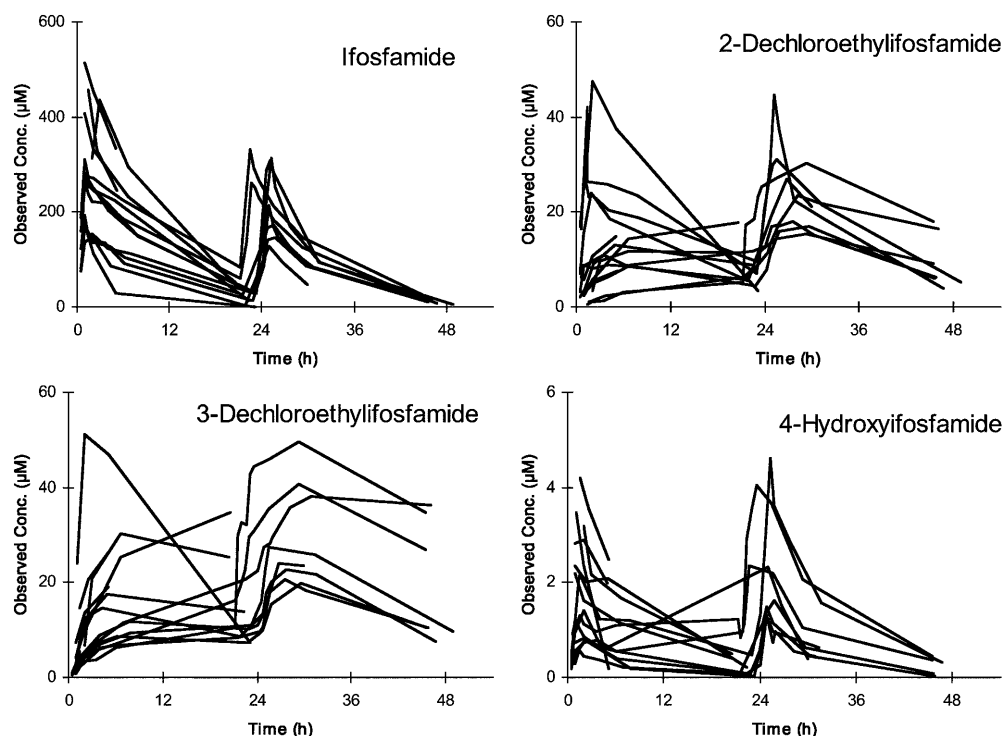 Ifosfamide
Observed Conc. (µM)
600
400
200
0
0 12 24 36 48
Time (h)
2-Dechloroethylifosfamide
Observed Conc. (µM)
60
40
20
0
0 12 24 36 48
Time (h)
3-Dechloroethylifosfamide
Observed Conc. (µM)
60
40
20
0
0 12 24 36 48
Time (h)
4-Hydroxyifosfamide
Observed Conc. (µM)
6
4
2
0
0 12 24 36 48
Time (h)